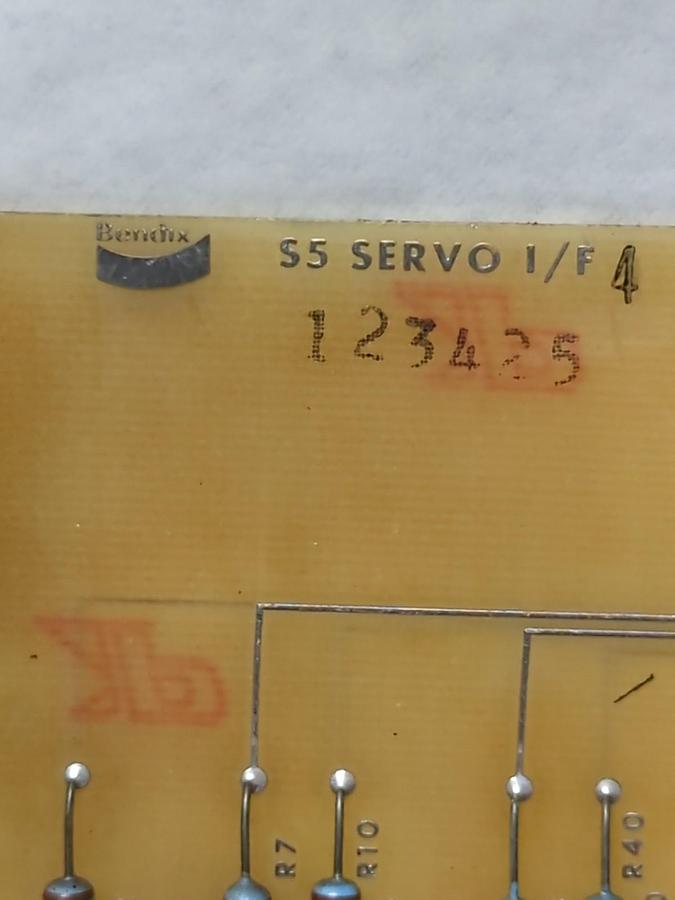 Bendix
S5 SERVO I/F 4
123425
R7
R10
R40